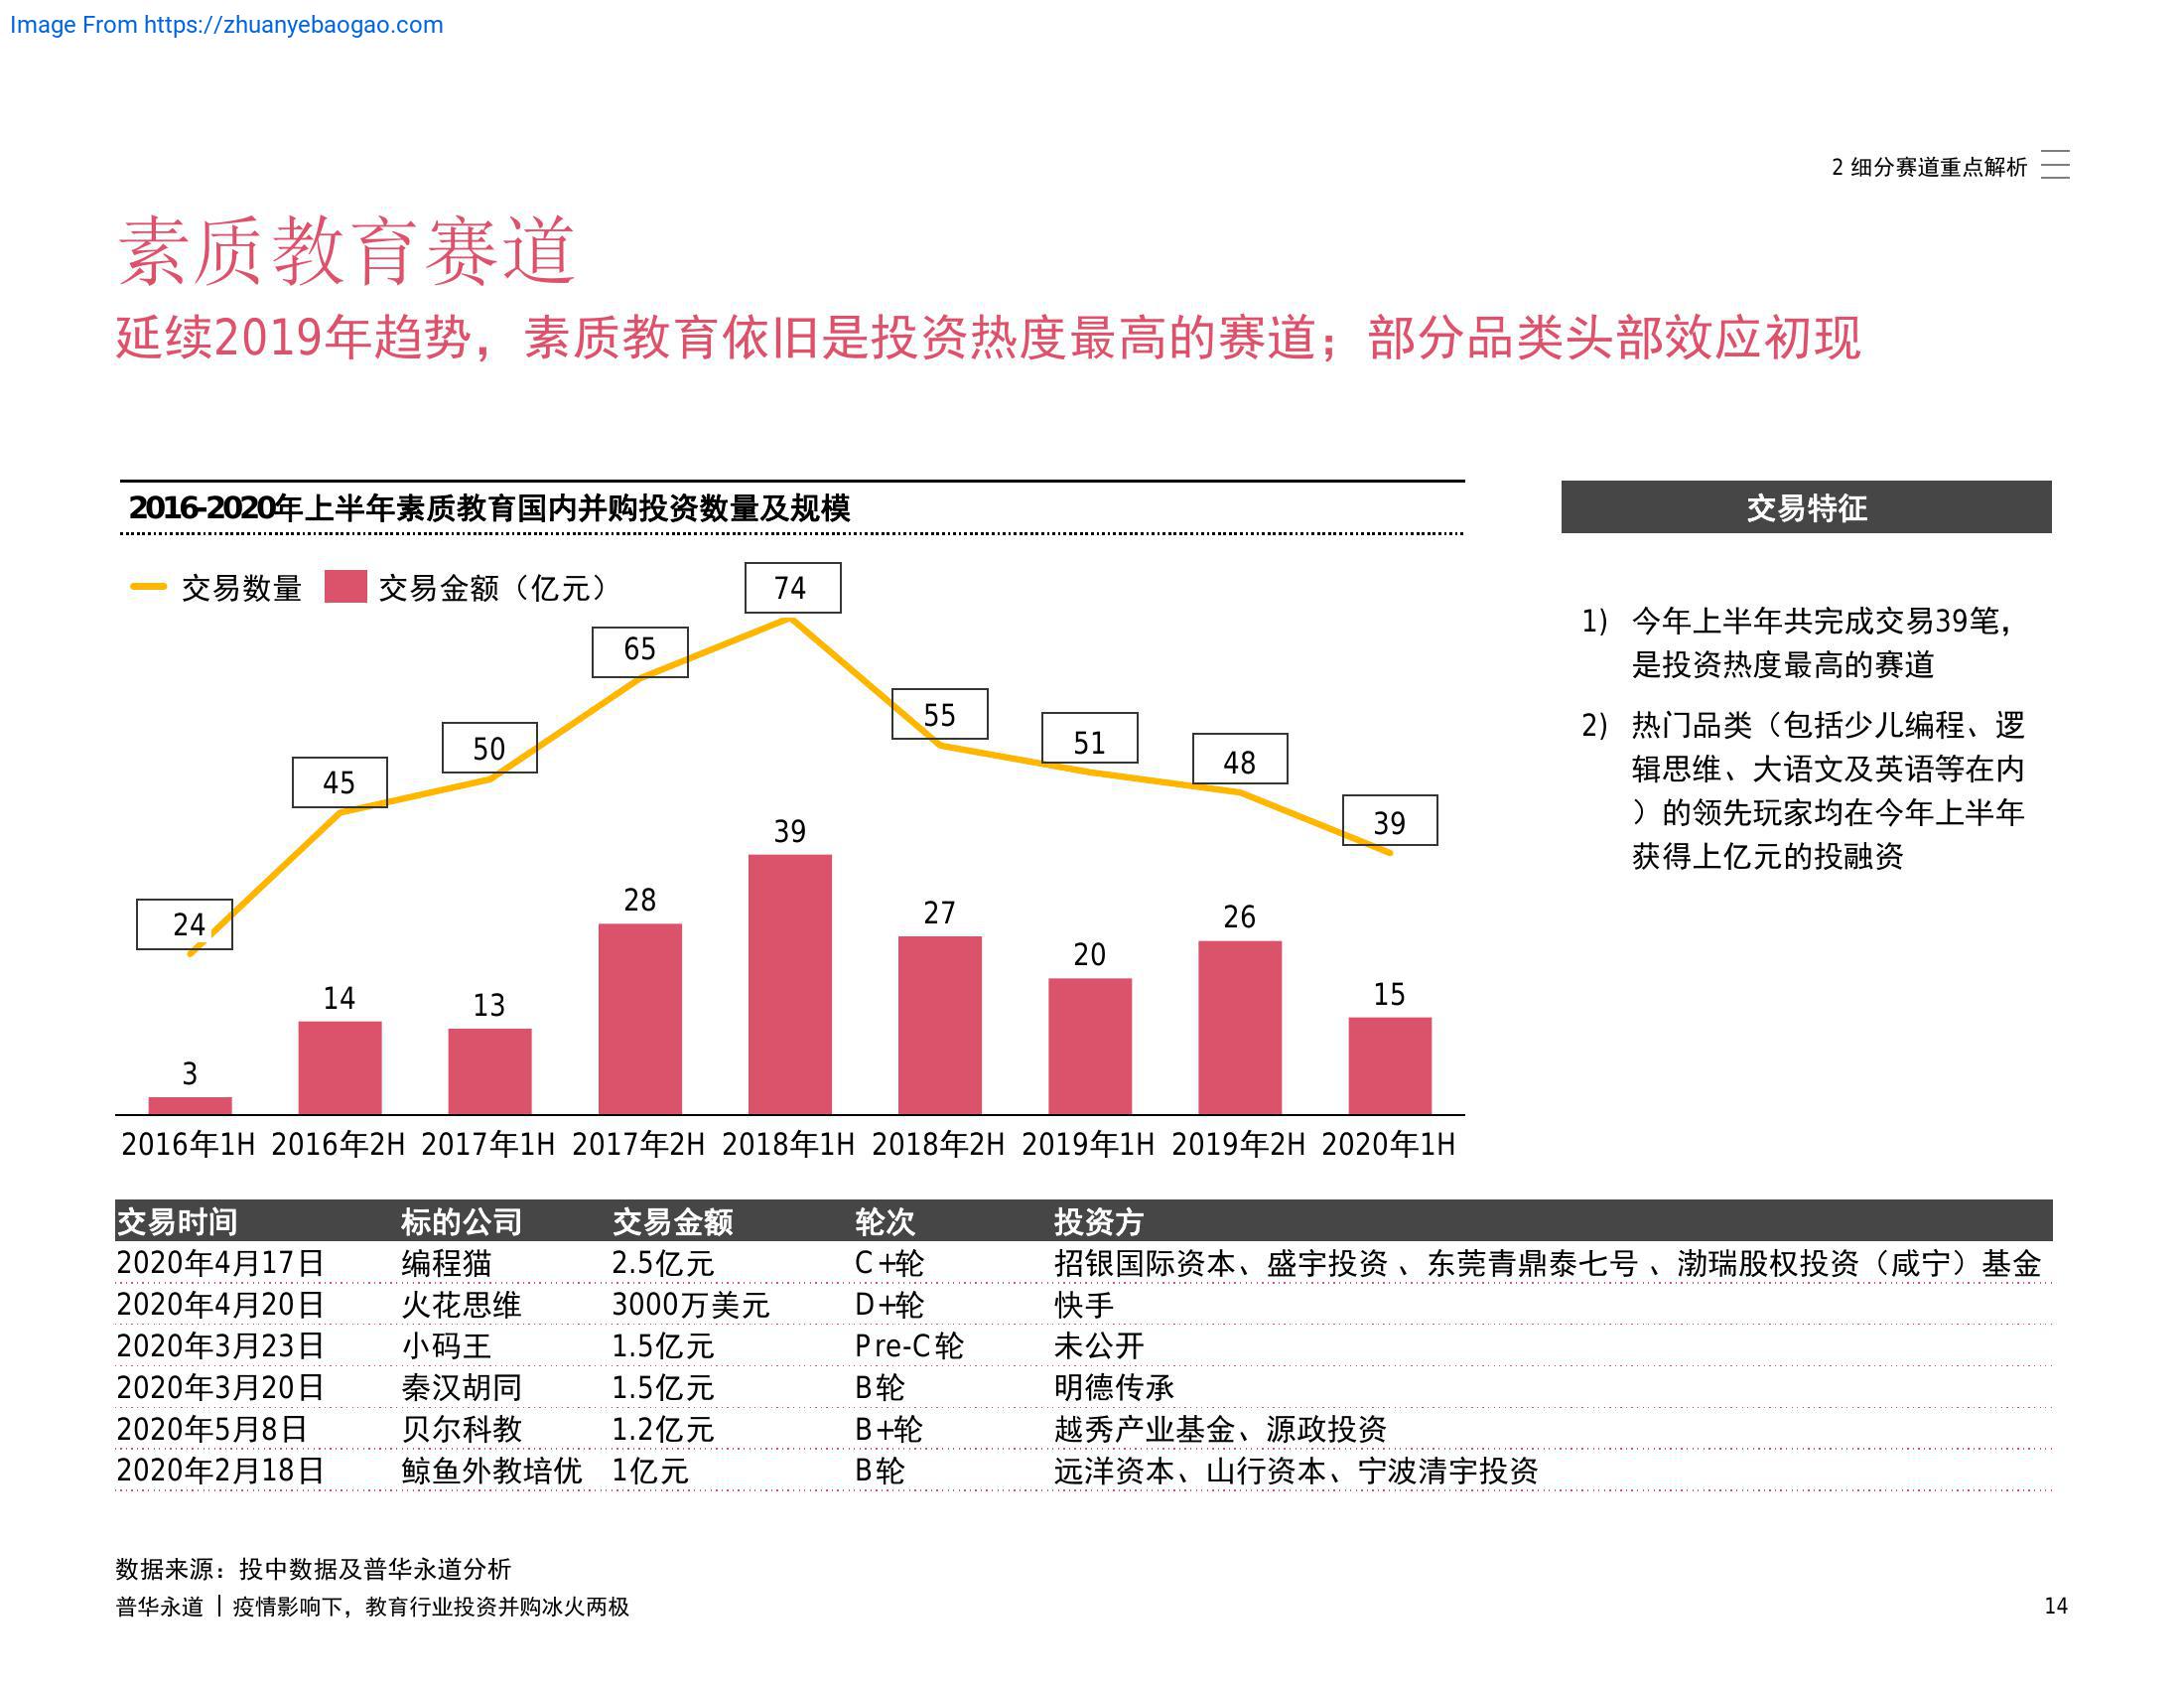 Image From https://zhuanyebaogao.com
2 细分赛道重点解析
素质教育赛道
延续2019年趋势，素质教育依旧是投资热度最高的赛道；部分品类头部效应初现
2016-2020年上半年素质教育国内并购投资数量及规模
交易数量 交易金额（亿元）
74
65
55
51
50
48
45
39
24
39
28
27
26
20
15
14
13
3
2016年1H 2016年2H 2017年1H 2017年2H 2018年1H 2018年2H 2019年1H 2019年2H 2020年1H
交易特征
1) 今年上半年共完成交易39笔，
是投资热度最高的赛道
2) 热门品类（包括少儿编程、逻
辑思维、大语文及英语等在内
）的领先玩家均在今年上半年
获得上亿元的投融资
交易时间 标的公司 交易金额 轮次 投资方
2020年4月17日 编程猫 2.5亿元 C+轮 招银国际资本、盛宇投资 、东莞青鼎泰七号 、渤瑞股权投资（咸宁）基金
2020年4月20日 火花思维 3000万美元 D+轮 快手
2020年3月23日 小码王 1.5亿元 Pre-C轮 未公开
2020年3月20日 秦汉胡同 1.5亿元 B轮 明德传承
2020年5月8日 贝尔科教 1.2亿元 B+轮 越秀产业基金、源政投资
2020年2月18日 鲸鱼外教培优 1亿元 B轮 远洋资本、山行资本、宁波清宇投资
数据来源：投中数据及普华永道分析
普华永道 | 疫情影响下，教育行业投资并购冰火两极
14